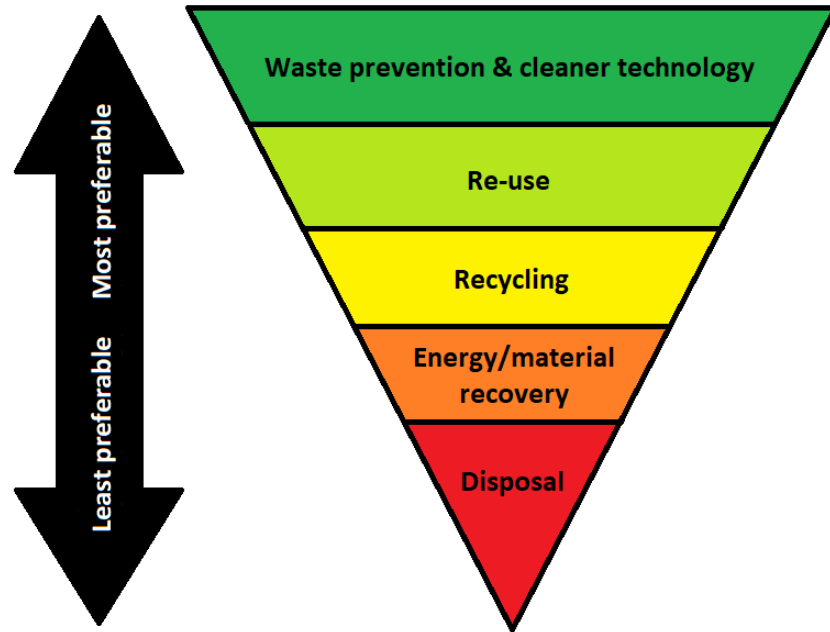 Waste prevention & cleaner technology
Re-use
Recycling
Energy/material
recovery
Disposal
Most preferable
Least preferable